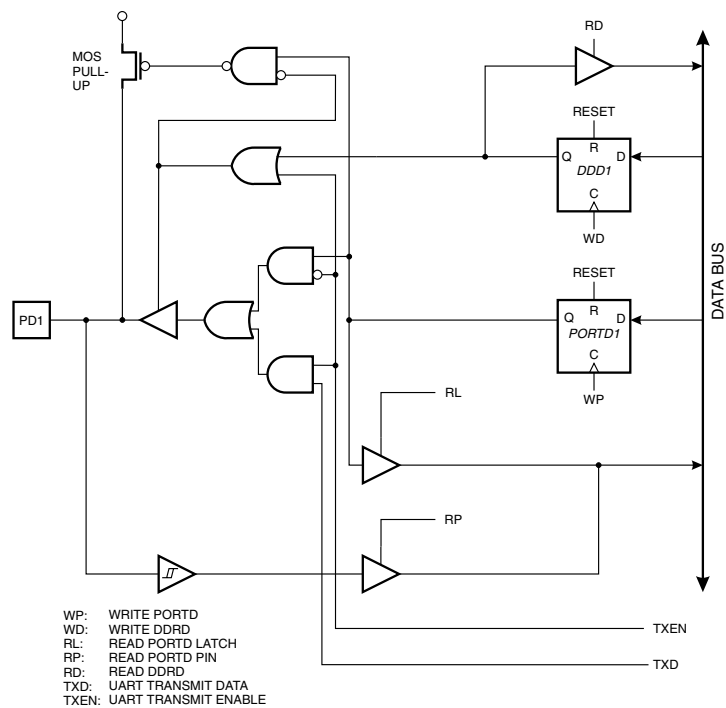 RD
MOS
PULL-
UP
RESET
R
Q
D
DDD1
C
WD
RESET
R
PD1
Q
D
PORTD1
C
WP
DATA BUS
RL
RP
WP: WRITE PORTD
WD: WRITE DDRD
RL: READ PORTD LATCH
RP: READ PORTD PIN
RD: READ DDRD
TXD: UART TRANSMIT DATA
TXEN: UART TRANSMIT ENABLE
TXEN
TXD